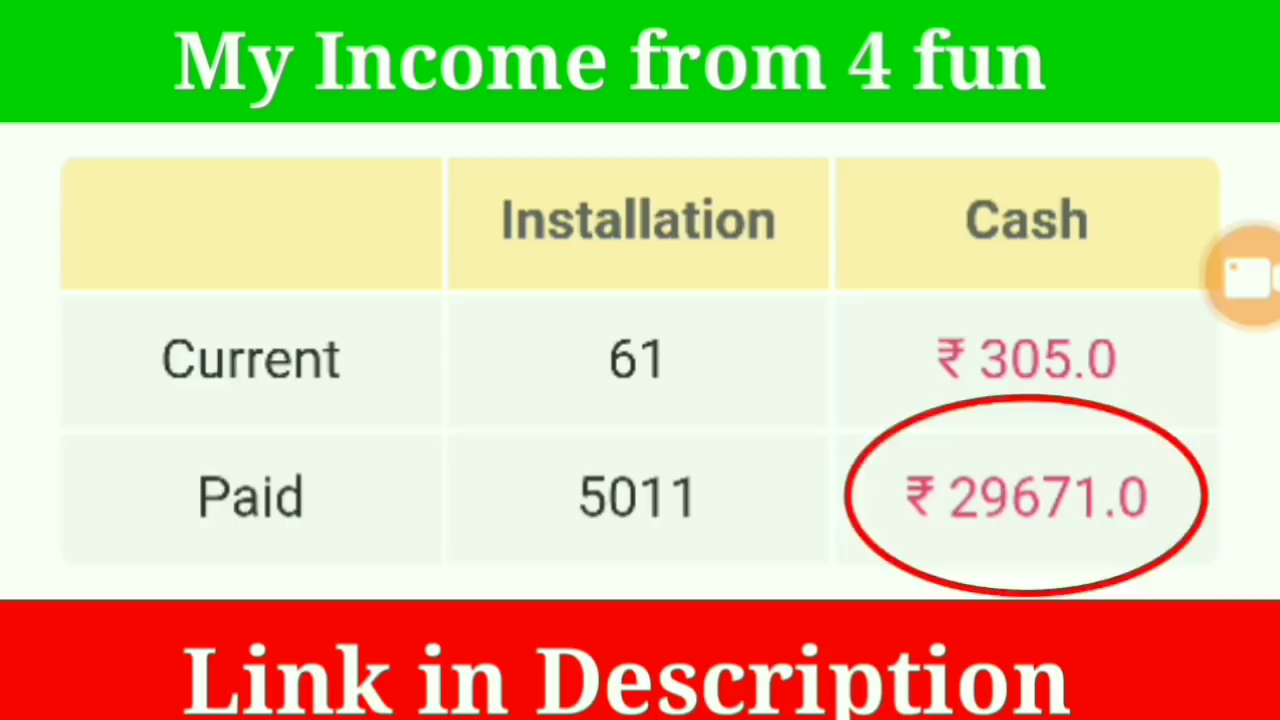 My Income from 4 fun
Installation Cash
Current 61 ₹ 305.0
Paid 5011 ₹ 29671.0
Link in Description